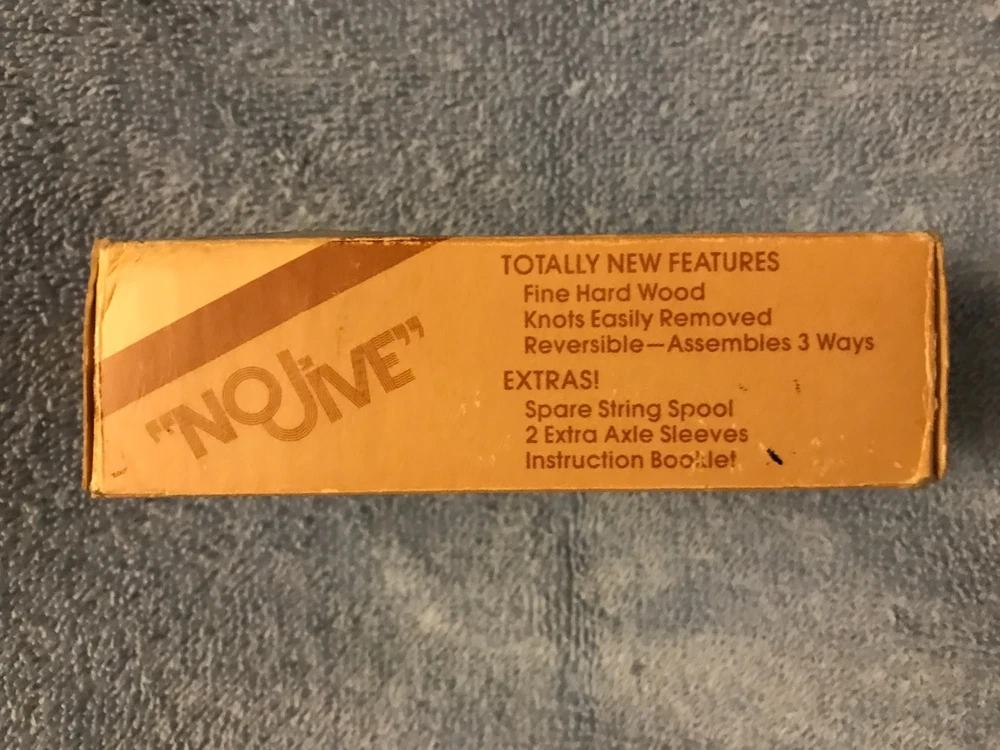 "NO JIVE"
TOTALLY NEW FEATURES
Fine Hard Wood
Knots Easily Removed
Reversible—Assembles 3 Ways
EXTRAS!
Spare String Spool
2 Extra Axle Sleeves
Instruction Booklet